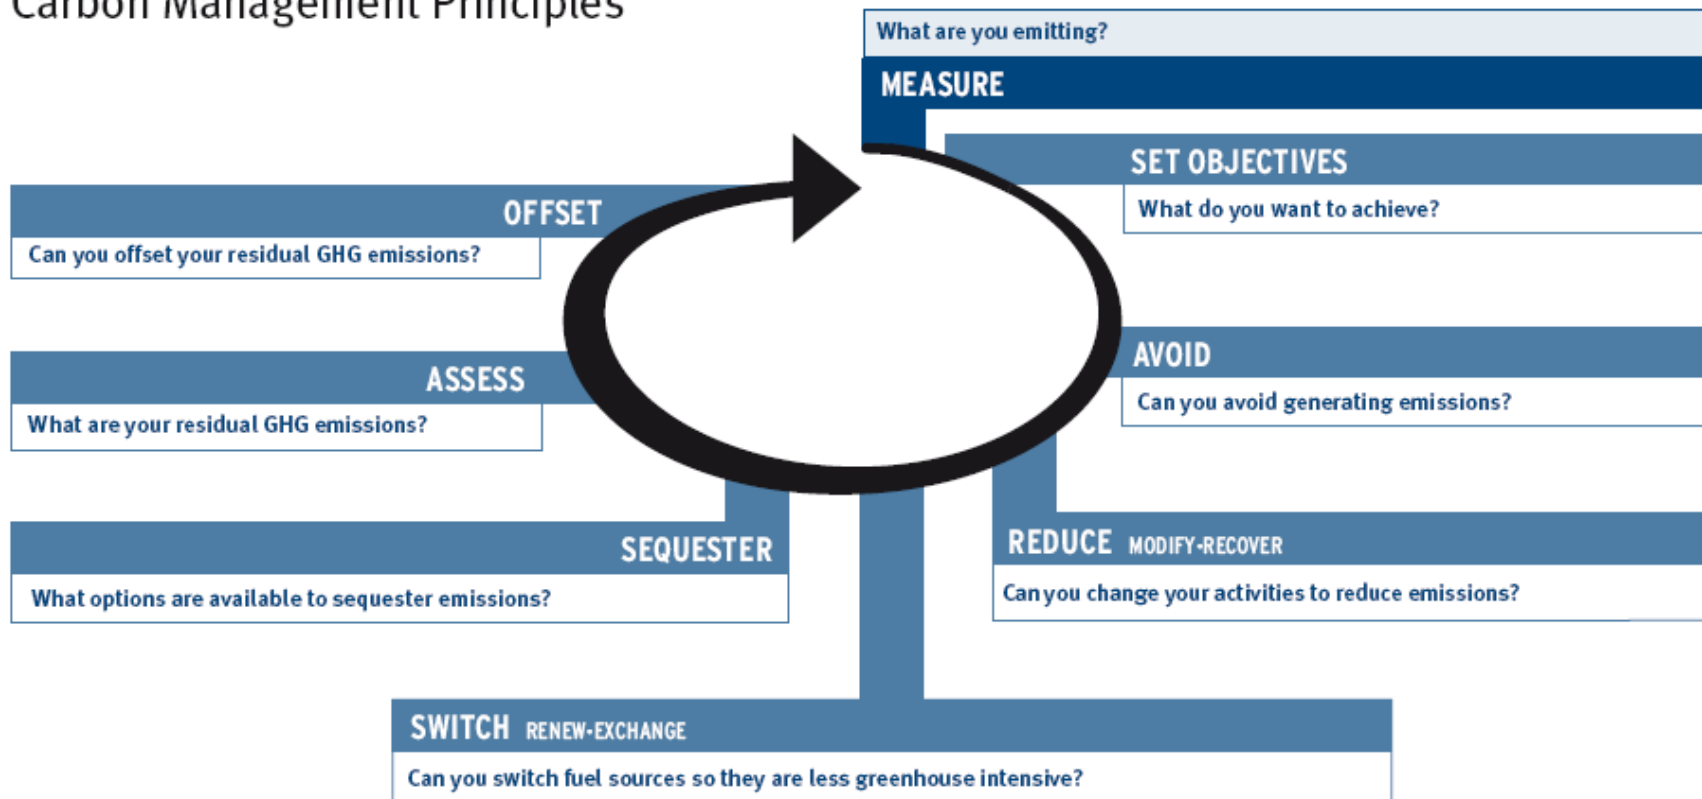 Carbon Management Principles
What are you emitting?
MEASURE
SET OBJECTIVES
What do you want to achieve?
AVOID
Can you avoid generating emissions?
REDUCE MODIFY-RECOVER
Can you change your activities to reduce emissions?
SWITCH RENEW-EXCHANGE
Can you switch fuel sources so they are less greenhouse intensive?
SEQUESTER
What options are available to sequester emissions?
ASSESS
What are your residual GHG emissions?
OFFSET
Can you offset your residual GHG emissions?